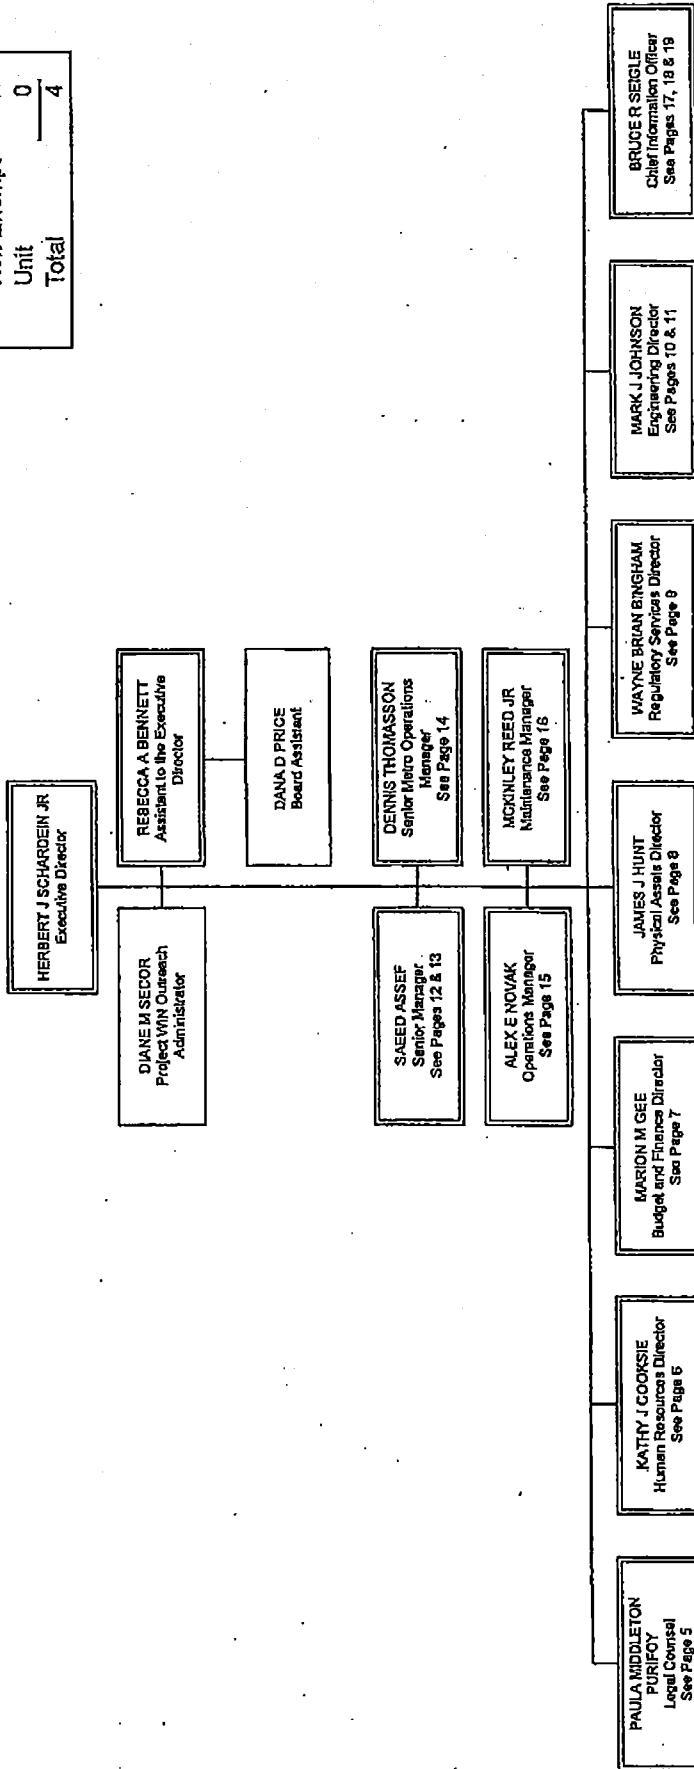 Unit 0
Total 4
HERBERT J SCHARDEIN JR
Executive Director
DIANE M SECOR
Project WIN Outreach
Administrator
REBECCA A BENNETT
Assistant to the Executive
Director
DANA D PRICE
Board Assistant
SAEED ASSEF
Senior Manager
See Pages 12 & 13
DENNIS THOMASSON
Senior Metro Operations
Manager
See Page 14
ALEX E NOVAK
Operations Manager
See Page 15
MCKINLEY REED JR
Maintenance Manager
See Page 16
PAULA MIDDLETON
PURIFOY
Legal Counsel
See Page 5
KATHY J COOKSIE
Human Resources Director
See Page 6
MARION M GEE
Budget and Finance Director
See Page 7
JAMES J HUNT
Physical Assets Director
See Page 8
WAYNE BRIAN BINGHAM
Regulatory Services Director
See Page 9
MARK J JOHNSON
Engineering Director
See Pages 10 & 11
BRUCE R SEIGLE
Chief Information Officer
See Pages 17, 18 & 19